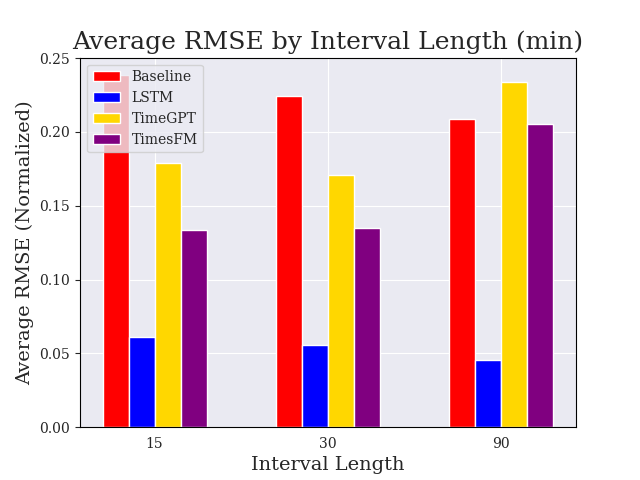 Average RMSE by Interval Length (min)
Average RMSE (Normalized)
0.25
0.20
0.15
0.10
0.05
0.00
Baseline
LSTM
TimeGPT
TimesFM
15 30 90
Interval Length